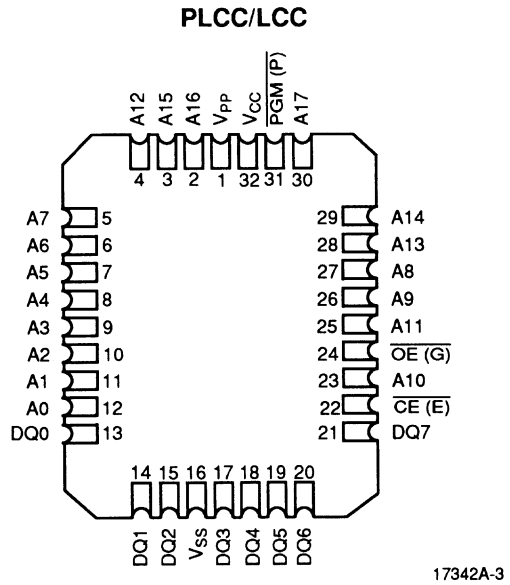 PLCC/LCC
A12 A15 A16 VPP VCC PGM (P) A17
4 3 2 1 32 31 30
A7 5 29 A14
A6 6 28 A13
A5 7 27 A8
A4 8 26 A9
A3 9 25 A11
A2 10 24 OE (G)
A1 11 23 A10
A0 12 22 CE (E)
DQ0 13 21 DQ7
14 15 16 17 18 19 20
DQ1 DQ2 VSS DQ3 DQ4 DQ5 DQ6
17342A-3